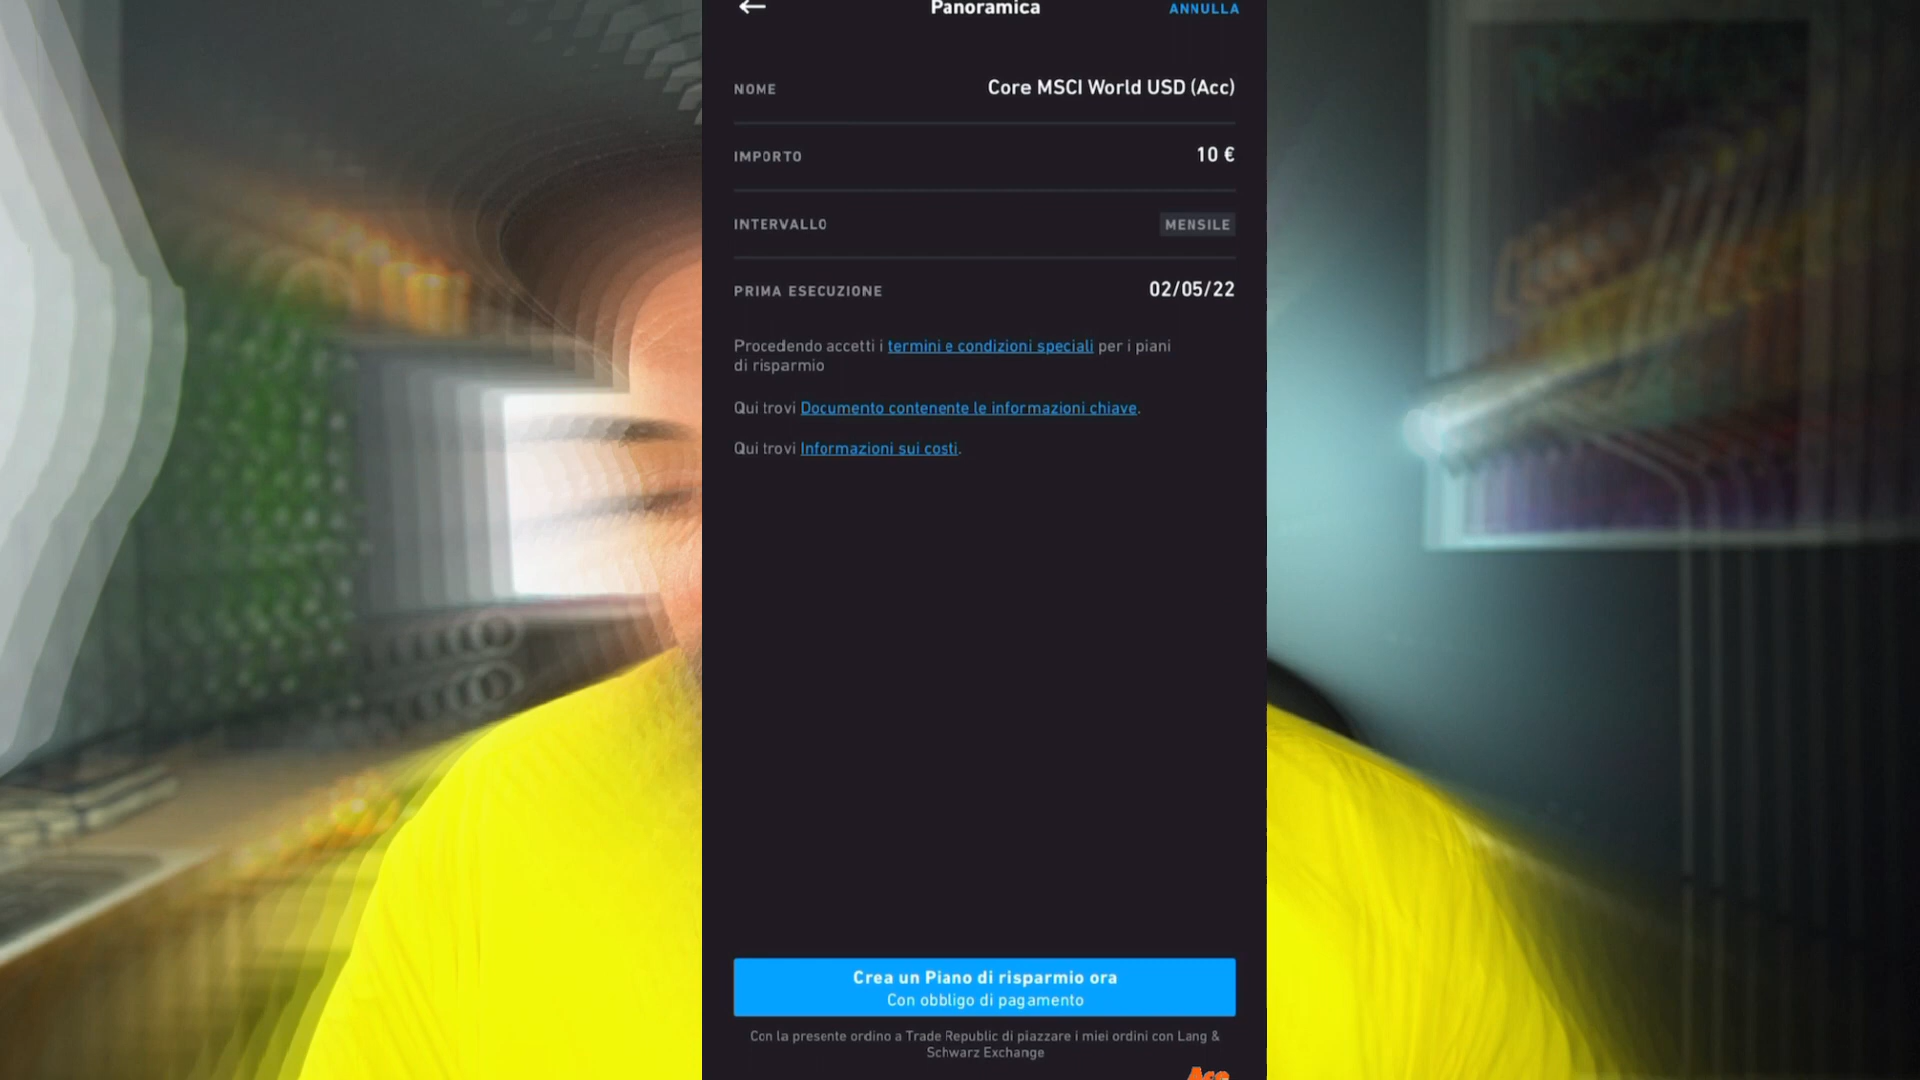 Panoramica
ANNULLA
NOME
Core MSCI World USD (Acc)
IMPORTO
10 €
INTERVALLO
MENSILE
PRIMA ESECUZIONE
02/05/22
Procedendo accetti i termini e condizioni speciali per i piani
di risparmio
Qui trovi Documento contenente le informazioni chiave.
Qui trovi Informazioni sui costi.
Crea un Piano di risparmio ora
Con obbligo di pagamento
Con la presente ordino a Trade Republic di piazzare i miei ordini con Lang &
Schwarz Exchange